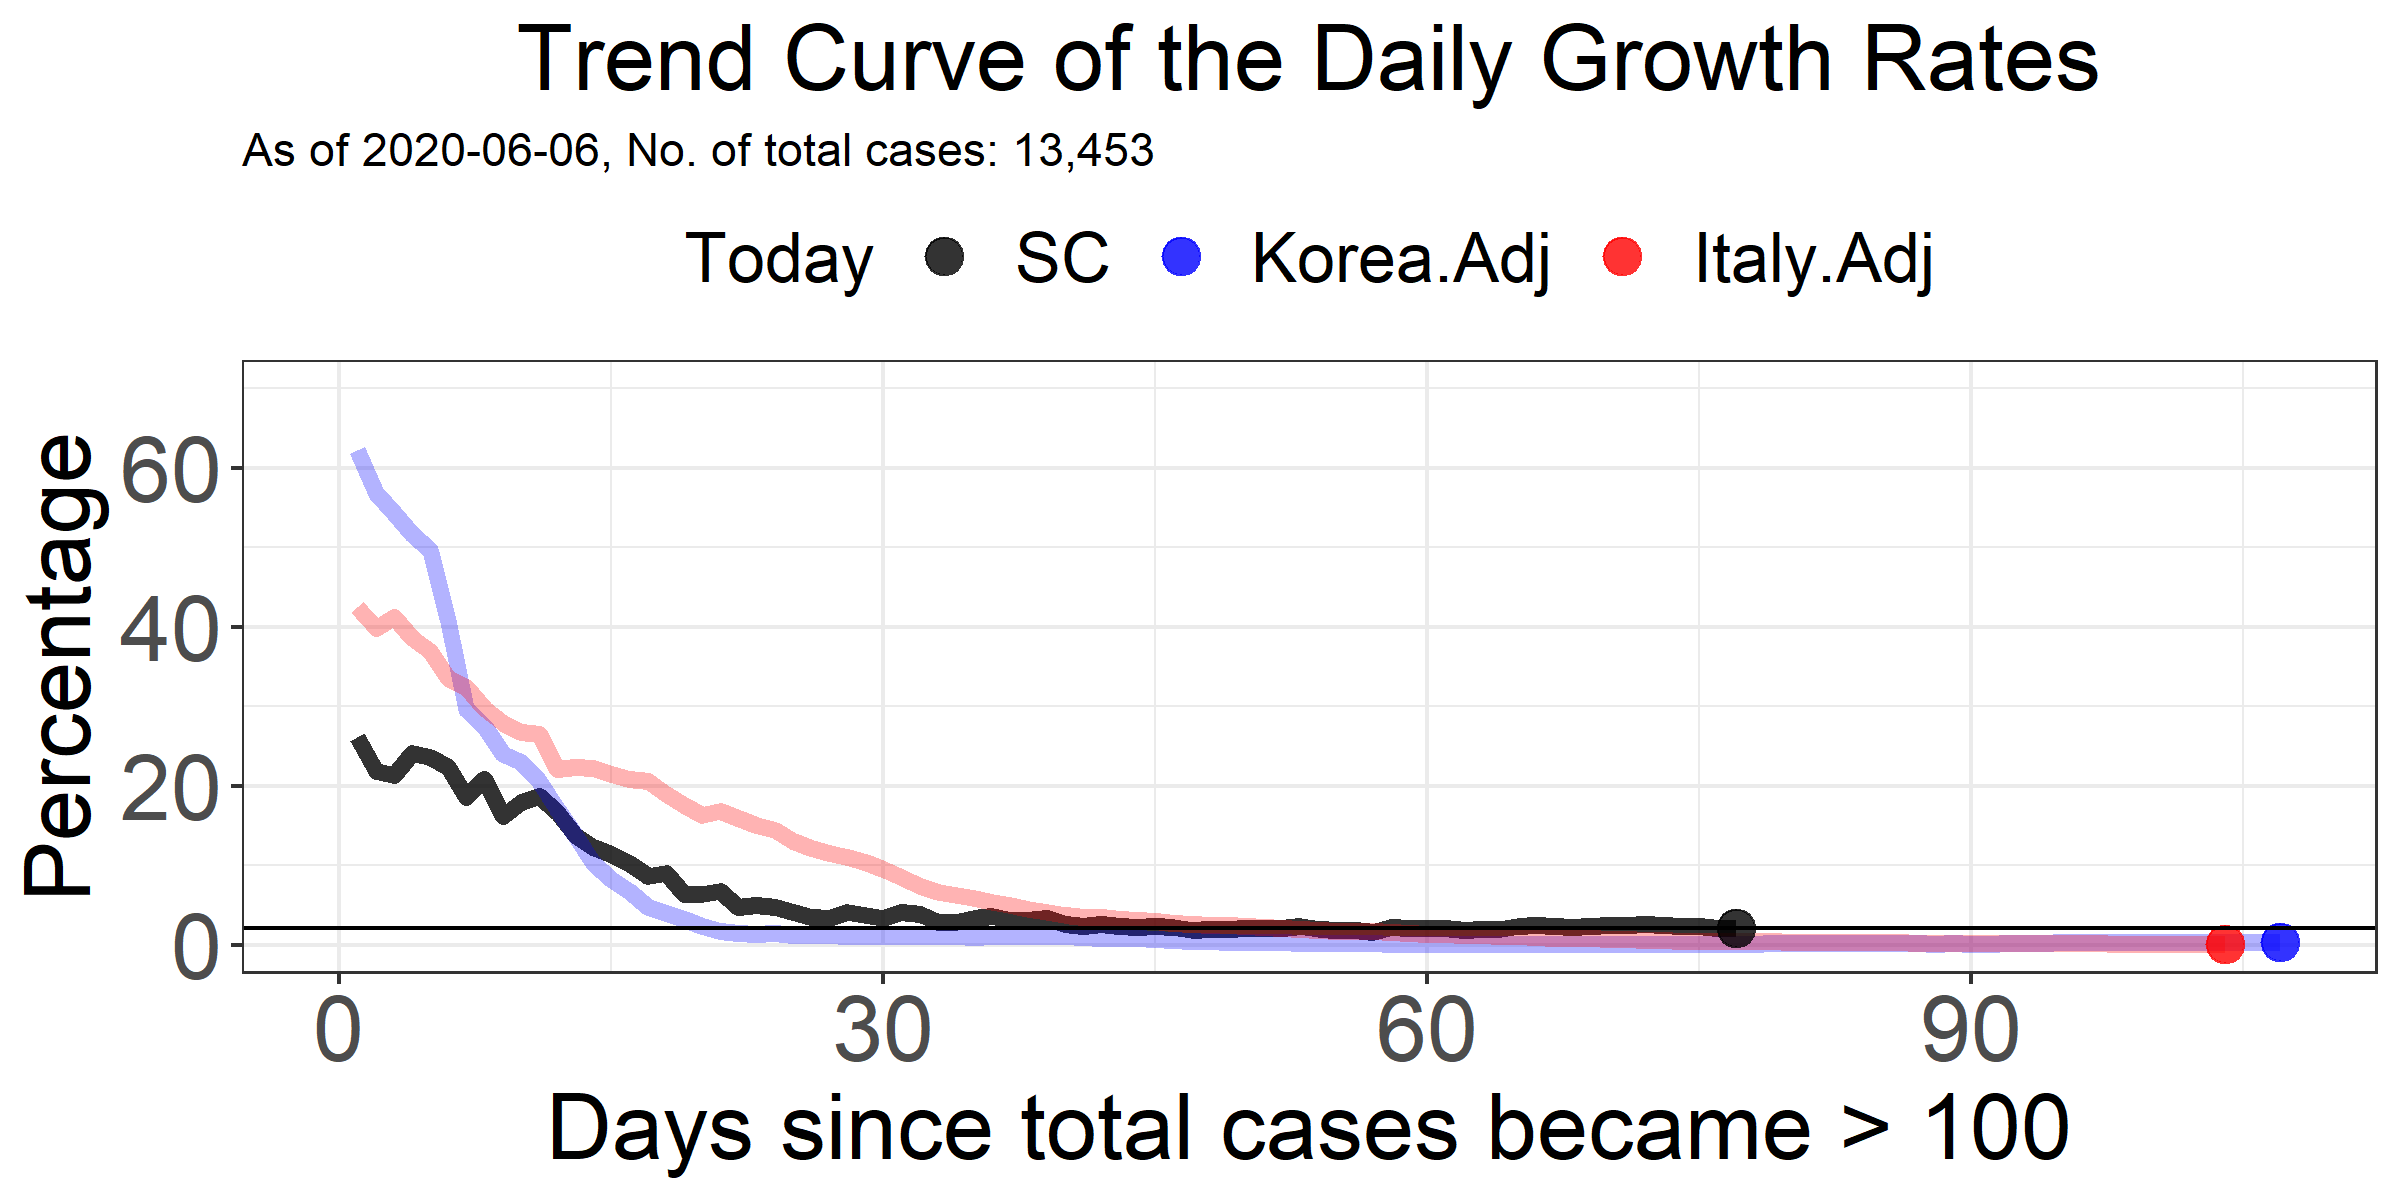 Trend Curve of the Daily Growth Rates
As of 2020-06-06, No. of total cases: 13,453
Today SC Korea.Adj Italy.Adj
Percentage
60
40
20
0
0 30 60 90
Days since total cases became > 100